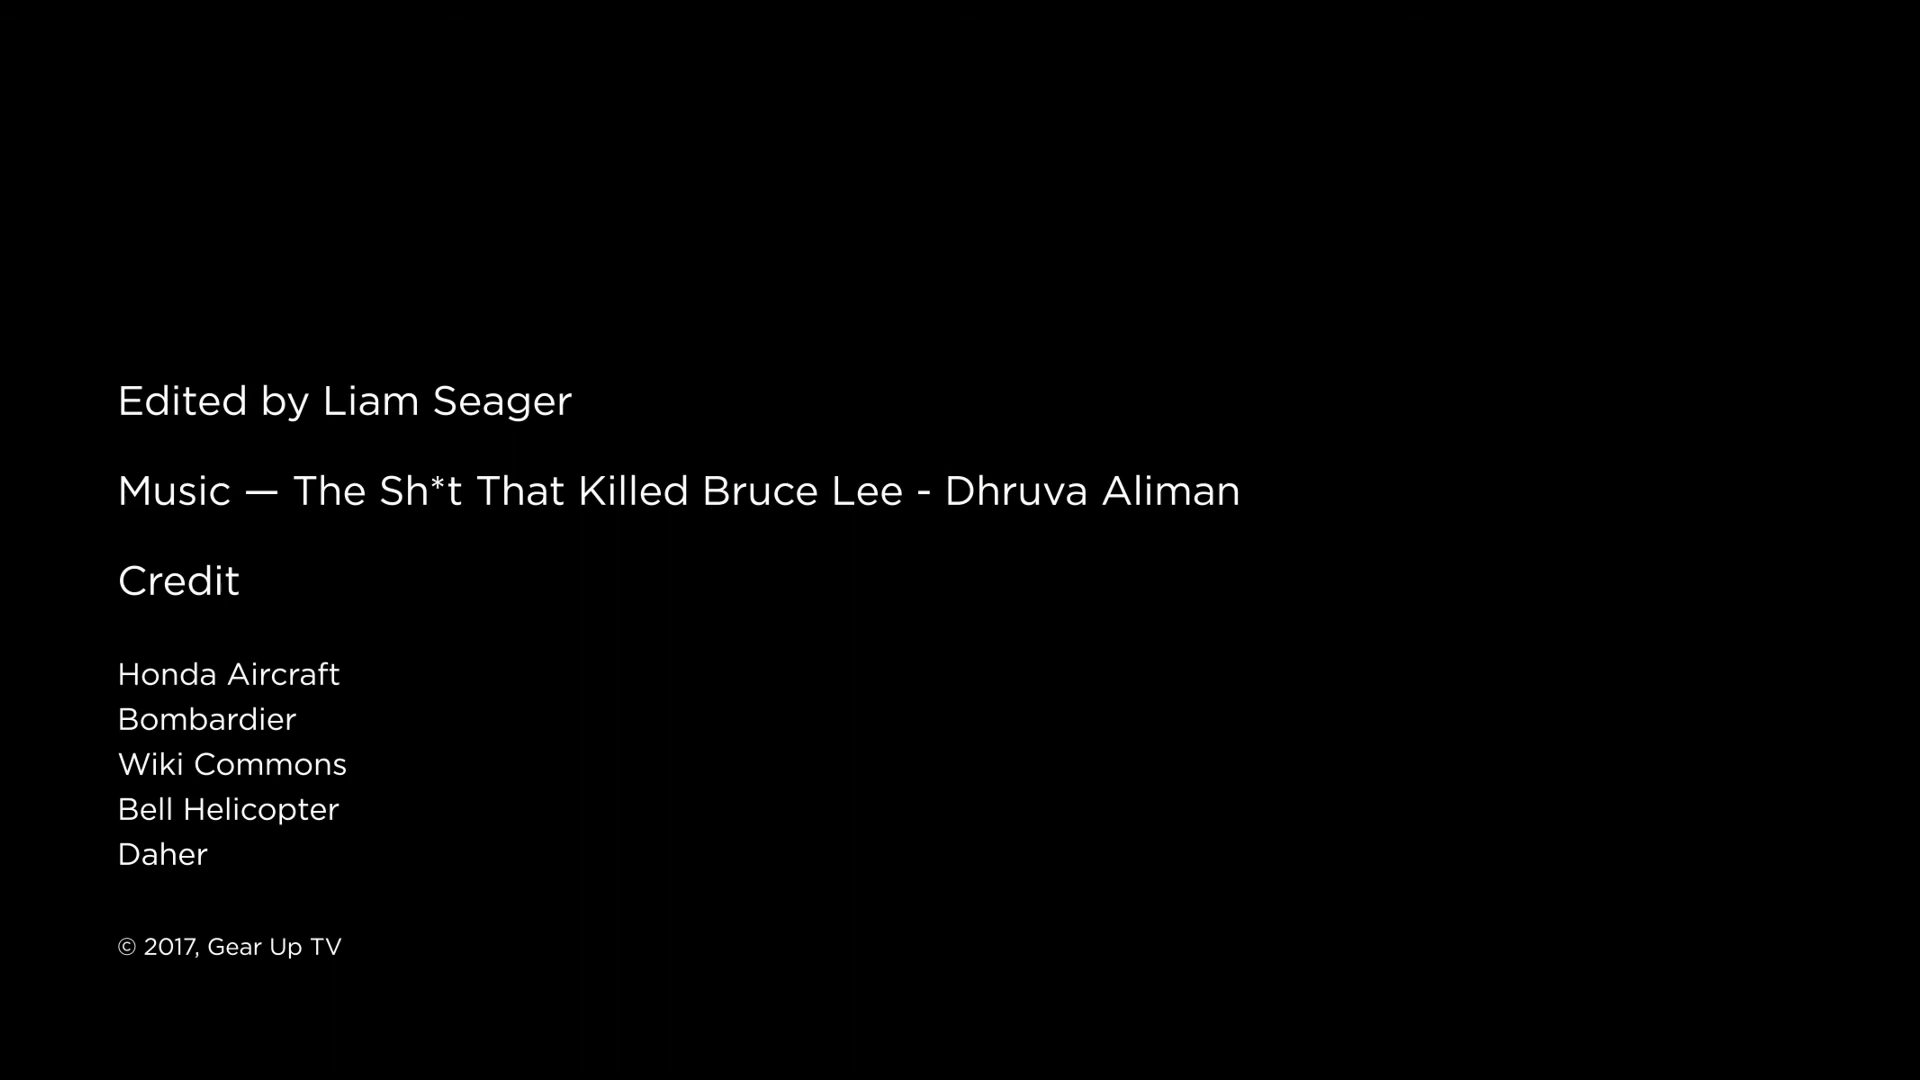 Edited by Liam Seager
Music — The Sh*t That Killed Bruce Lee - Dhruva Aliman
Credit
Honda Aircraft
Bombardier
Wiki Commons
Bell Helicopter
Daher
© 2017, Gear Up TV